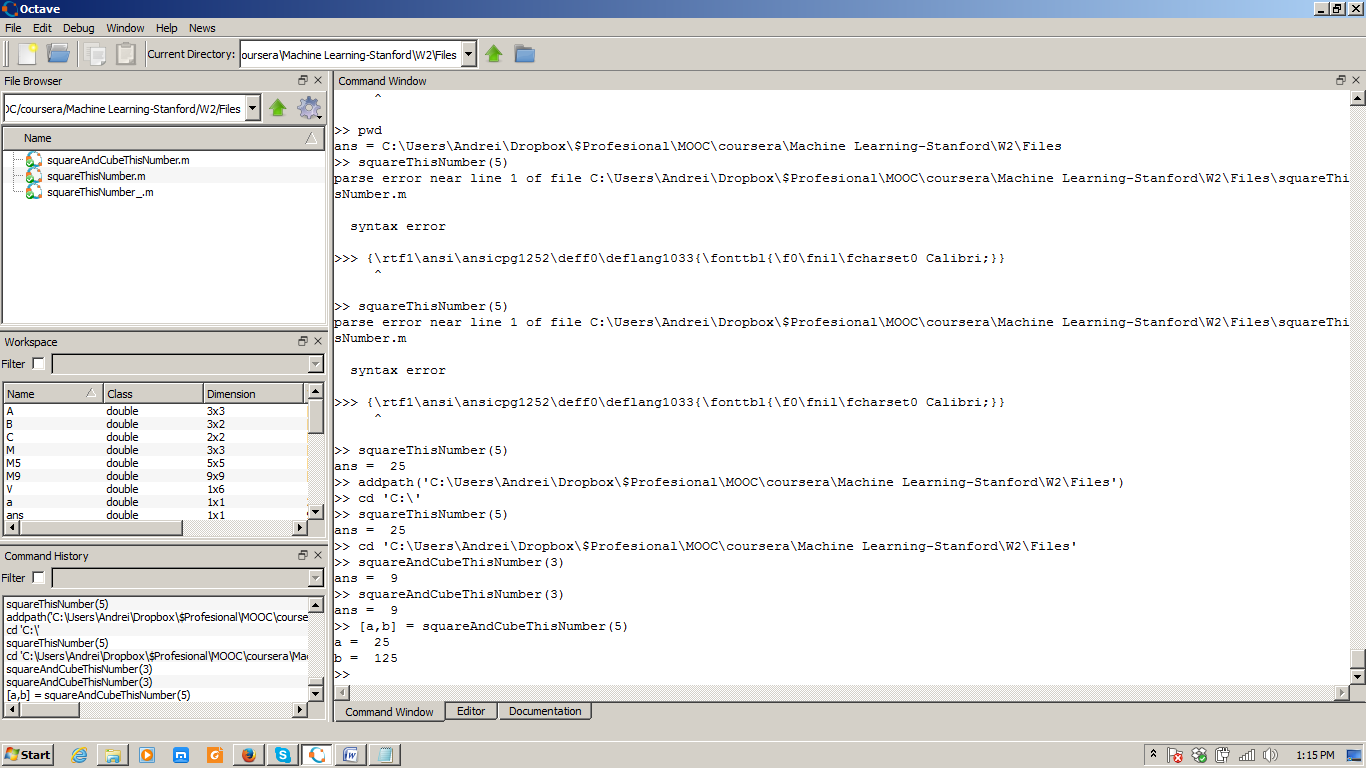 Octave
File Edit Debug Window Help News
Current Directory: oursera\Machine Learning-Stanford\W2\Files
File Browser
Command Window
OC/coursera/Machine Learning-Stanford/W2/Files
Name
squareAndCubeThisNumber.m
squareThisNumber.m
squareThisNumber_.m
Workspace
Filter
Name Class Dimension
A double 3x3
B double 3x2
C double 2x2
M double 3x3
M5 double 5x5
M9 double 9x9
V double 1x6
a double 1x1
ans double 1x1
Command History
Filter
squareThisNumber(5)
addpath('C:\Users\Andrei\Dropbox\$Profesional\MOOC\course
cd 'C:\'
squareThisNumber(5)
cd 'C:\Users\Andrei\Dropbox\$Profesional\MOOC\coursera\Ma
squareAndCubeThisNumber(3)
squareAndCubeThisNumber(3)
[a,b] = squareAndCubeThisNumber(5)
^
>> pwd
ans = C:\Users\Andrei\Dropbox\$Profesional\MOOC\coursera\Machine Learning-Stanford\W2\Files
>> squareThisNumber(5)
parse error near line 1 of file C:\Users\Andrei\Dropbox\$Profesional\MOOC\coursera\Machine Learning-Stanford\W2\Files\squareThi
sNumber.m
syntax error
>>> {\rtf1\ansi\ansicpg1252\deff0\deflang1033{\fonttbl{\f0\fnil\fcharset0 Calibri;}}
^
>> squareThisNumber(5)
parse error near line 1 of file C:\Users\Andrei\Dropbox\$Profesional\MOOC\coursera\Machine Learning-Stanford\W2\Files\squareThi
sNumber.m
syntax error
>>> {\rtf1\ansi\ansicpg1252\deff0\deflang1033{\fonttbl{\f0\fnil\fcharset0 Calibri;}}
^
>> squareThisNumber(5)
ans = 25
>> addpath('C:\Users\Andrei\Dropbox\$Profesional\MOOC\coursera\Machine Learning-Stanford\W2\Files')
>> cd 'C:\'
>> squareThisNumber(5)
ans = 25
>> cd 'C:\Users\Andrei\Dropbox\$Profesional\MOOC\coursera\Machine Learning-Stanford\W2\Files'
>> squareAndCubeThisNumber(3)
ans = 9
>> squareAndCubeThisNumber(3)
ans = 9
>> [a,b] = squareAndCubeThisNumber(5)
a = 25
b = 125
>>
Command Window Editor Documentation
Start
1:15 PM